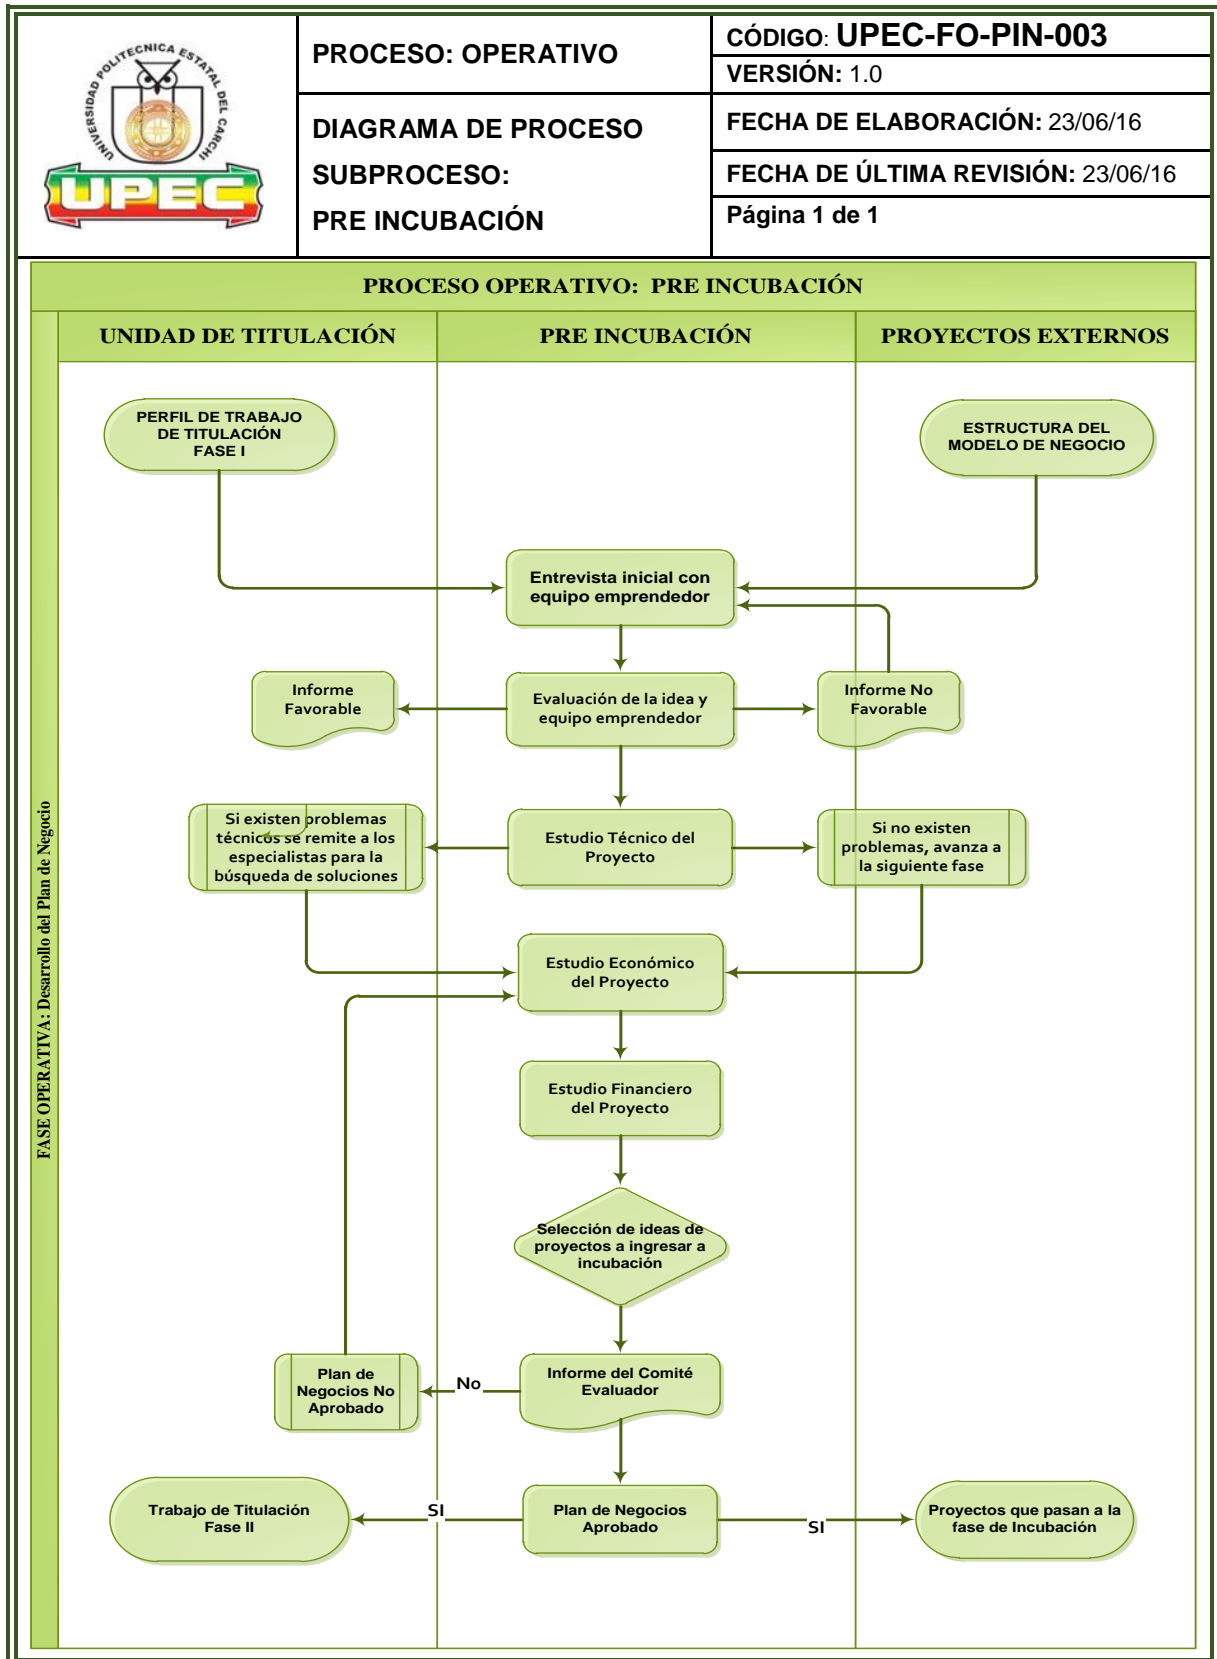 UNIVERSIDAD POLITECNICA ESTATAL DEL CARCHI
UPEC
PROCESO: OPERATIVO
CÓDIGO: UPEC-FO-PIN-003
VERSIÓN: 1.0
DIAGRAMA DE PROCESO
SUBPROCESO:
PRE INCUBACIÓN
FECHA DE ELABORACIÓN: 23/06/16
FECHA DE ÚLTIMA REVISIÓN: 23/06/16
Página 1 de 1
PROCESO OPERATIVO: PRE INCUBACIÓN
UNIDAD DE TITULACIÓN
PRE INCUBACIÓN
PROYECTOS EXTERNOS
FASE OPERATIVA: Desarrollo del Plan de Negocio
PERFIL DE TRABAJO
DE TITULACIÓN
FASE I
ESTRUCTURA DEL
MODELO DE NEGOCIO
Entrevista inicial con
equipo emprendedor
Informe
Favorable
Evaluación de la idea y
equipo emprendedor
Informe No
Favorable
Si existen problemas
técnicos se remite a los
especialistas para la
búsqueda de soluciones
Estudio Técnico del
Proyecto
Si no existen
problemas, avanza a
la siguiente fase
Estudio Económico
del Proyecto
Estudio Financiero
del Proyecto
Selección de ideas de
proyectos a ingresar a
incubación
Plan de
Negocios No
Aprobado
No
Informe del Comité
Evaluador
Trabajo de Titulación
Fase II
SI
Plan de Negocios
Aprobado
SI
Proyectos que pasan a la
fase de Incubación